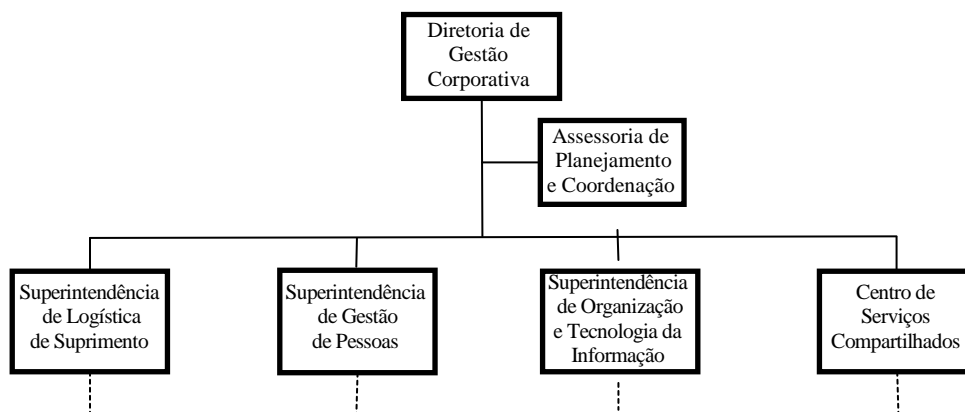 Diretoria de
Gestão
Corporativa
Assessoria de
Planejamento
e Coordenação
Superintendência
de Logística
de Suprimento
Superintendência
de Gestão
de Pessoas
Superintendência
de Organização
e Tecnologia da
Informação
Centro de
Serviços
Compartilhados